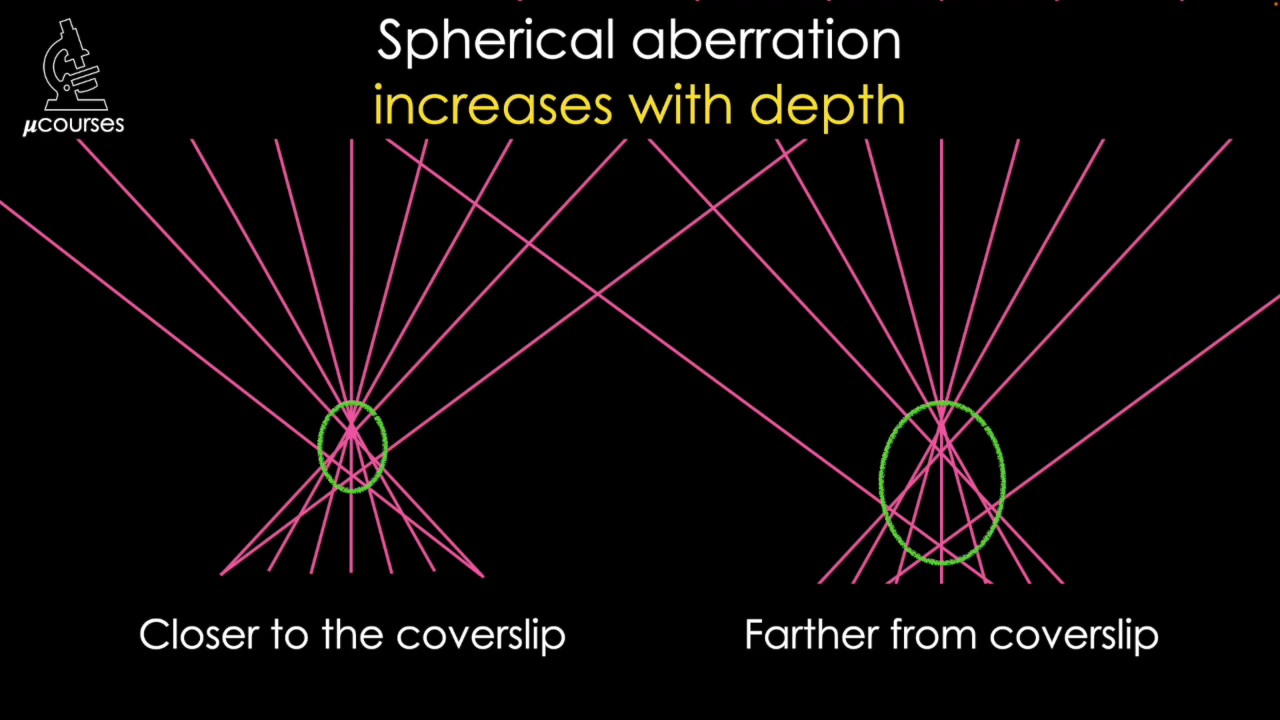 Spherical aberration
increases with depth
μcourses
Closer to the coverslip
Farther from coverslip